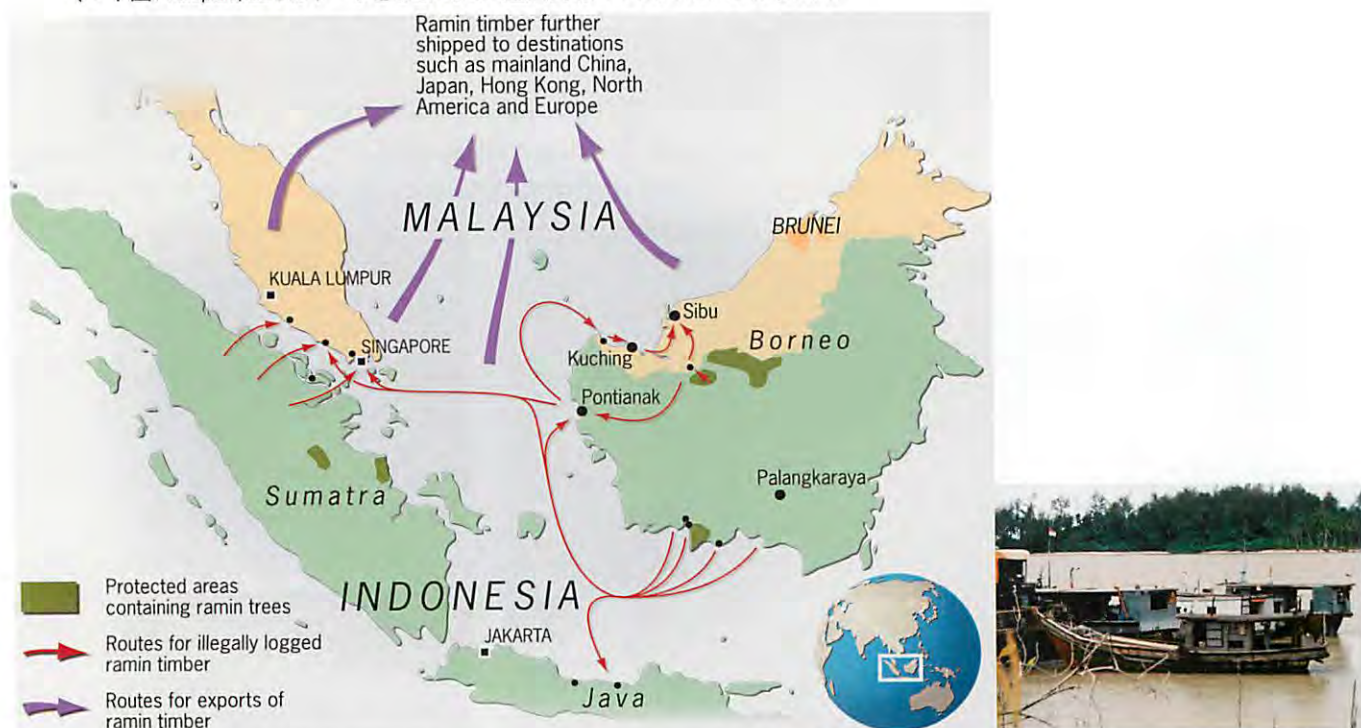 Ramin timber further
shipped to destinations
such as mainland China,
Japan, Hong Kong, North
America and Europe
MALAYSIA
BRUNEI
KUALA LUMPUR
SINGAPORE
Sibu
Kuching
Borneo
Pontianak
Palangkaraya
Sumatra
INDONESIA
JAKARTA
Java
Protected areas
containing ramin trees
Routes for illegally logged
ramin timber
Routes for exports of
ramin timber